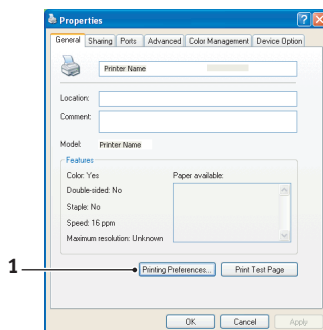 Properties
General Sharing Ports Advanced Color Management Device Option
Printer Name
Location:
Comment:
Model: Printer Name
Features
Color: Yes Paper available:
Double-sided: No
Staple: No
Speed: 16 ppm
Maximum resolution: Unknown
1 Printing Preferences... Print Test Page
OK Cancel Apply